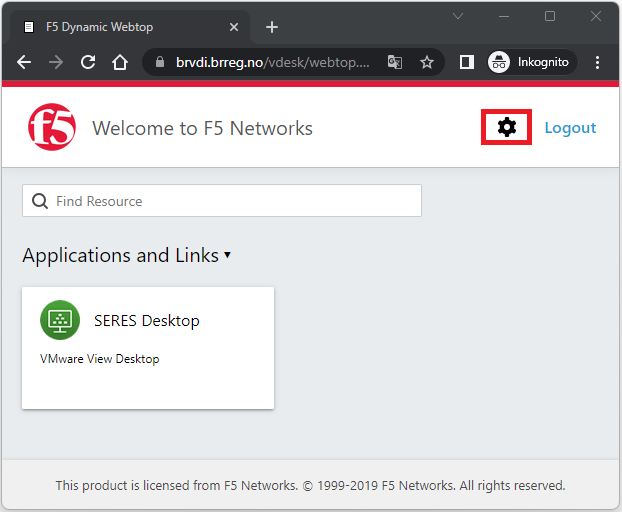 F5 Dynamic Webtop
brvdi.brreg.no/vdesk/webtop....
Inkognito
f5
Welcome to F5 Networks
Logout
Find Resource
Applications and Links
SERES Desktop
VMware View Desktop
This product is licensed from F5 Networks. © 1999-2019 F5 Networks. All rights reserved.